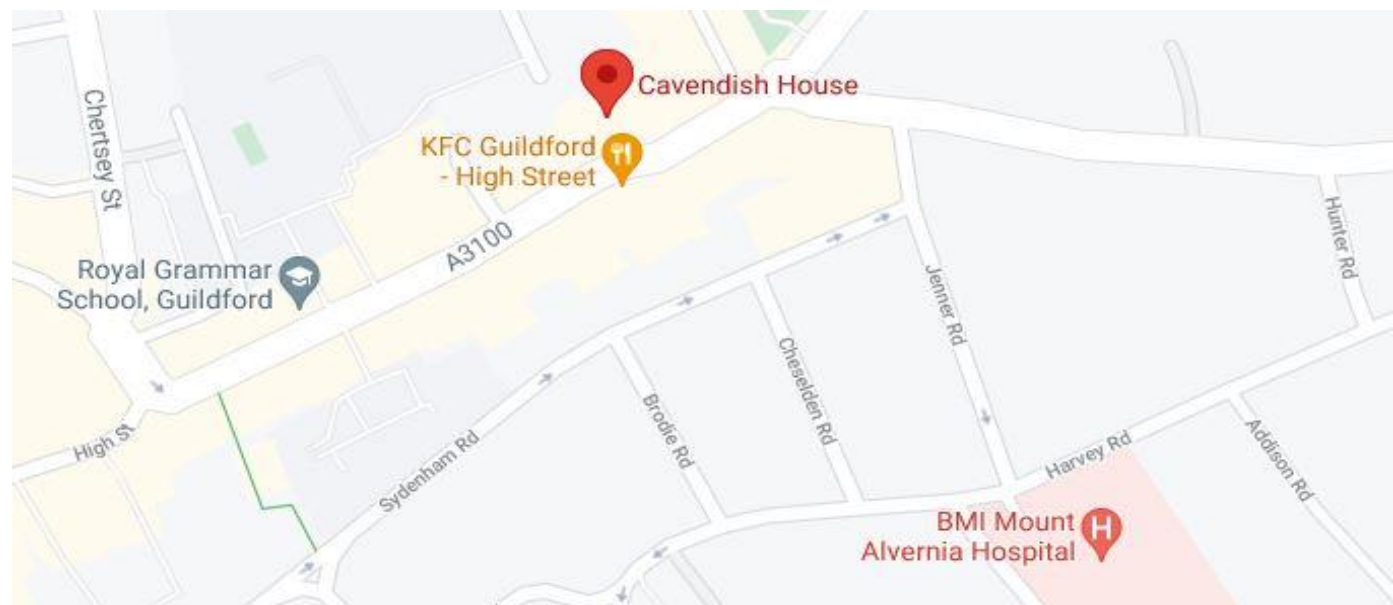 Cavendish House
Chertsey St
KFC Guildford
- High Street
A3100
Hunter Rd
Royal Grammar
School, Guildford
Jenner Rd
Cheselden Rd
Brodie Rd
High St
Sydenham Rd
Harvey Rd
Addison Rd
BMI Mount
Alvernia Hospital
H